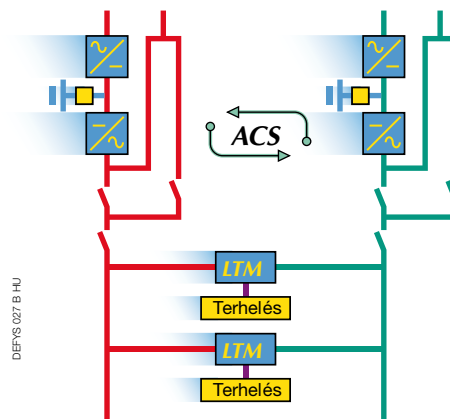 ACS
LTM
Terhelés
LTM
Terhelés
DEFYS 027 B HU